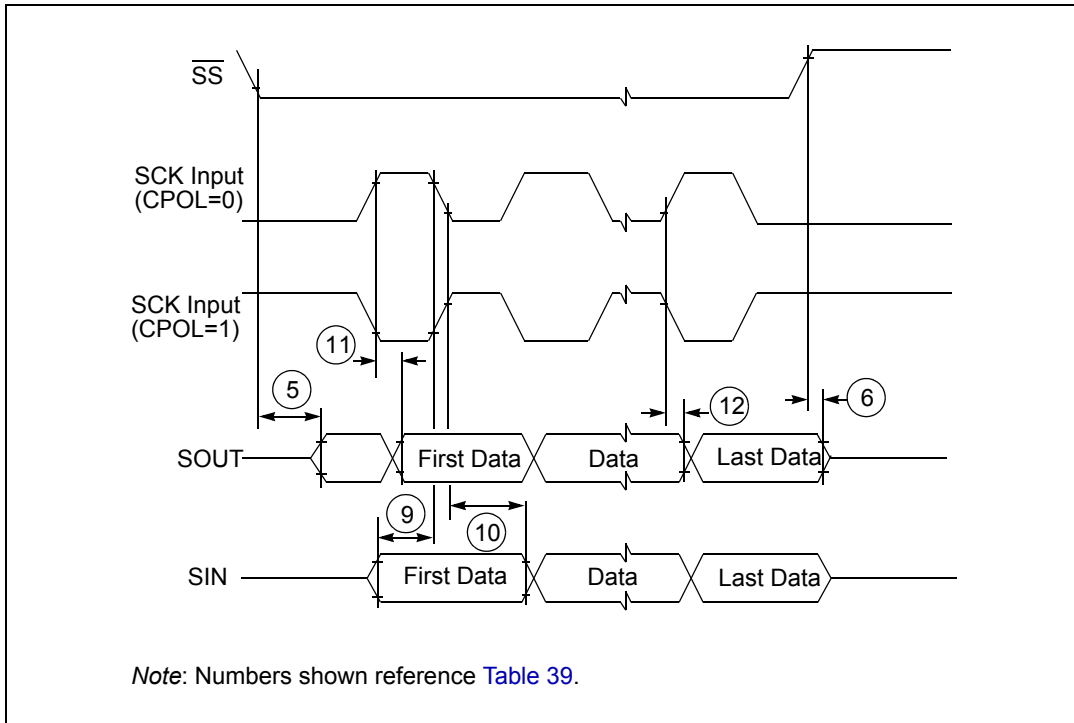 SS
SCK Input
(CPOL=0)
SCK Input
(CPOL=1)
11
5
12
6
SOUT
First Data
Data
Last Data
9
10
SIN
First Data
Data
Last Data
Note: Numbers shown reference Table 39.